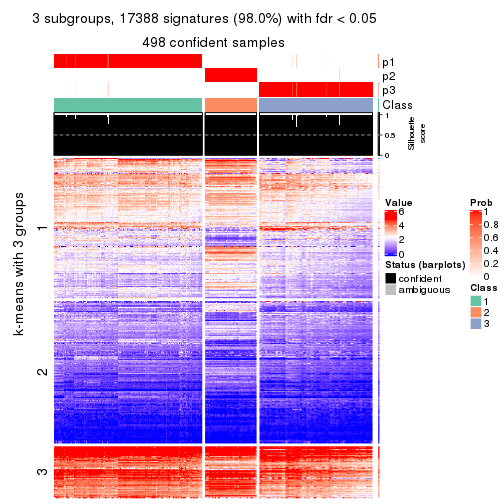 3 subgroups, 17388 signatures (98.0%) with fdr < 0.05
498 confident samples
p1
p2
p3
Class
1
0.5
0
Silhouette
score
k-means with 3 groups
1
2
3
Value
6
4
2
0
Status (barplots)
confident
ambiguous
Prob
1
0.8
0.6
0.4
0.2
0
Class
1
2
3